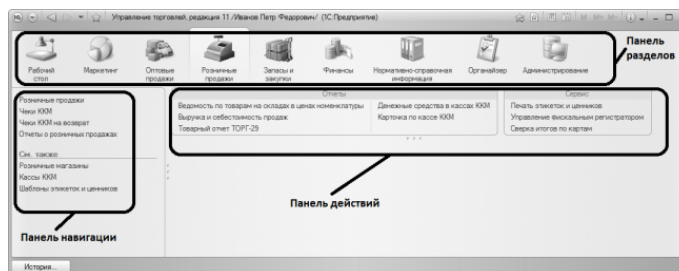 Управление торговлей, редакция 11 /Иванов Петр Федорович/ (1С:Предприятие)
M M+ M-
Панель разделов
Рабочий стол
Маркетинг
Оптовые продажи
Розничные продажи
Запасы и закупки
Финансы
Нормативно-справочная информация
Органайзер
Администрирование
Розничные продажи
Чеки ККМ
Чеки ККМ на возврат
Отчеты о розничных продажах
См. также
Розничные магазины
Кассы ККМ
Шаблоны этикеток и ценников
Панель навигации
Отчеты
Ведомость по товарам на складах в ценах номенклатуры
Выручка и себестоимость продаж
Товарный отчет ТОРГ-29
Денежные средства в кассах ККМ
Карточка по кассе ККМ
Сервис
Печать этикеток и ценников
Управление фискальным регистратором
Сверка итогов по картам
Панель действий
История...